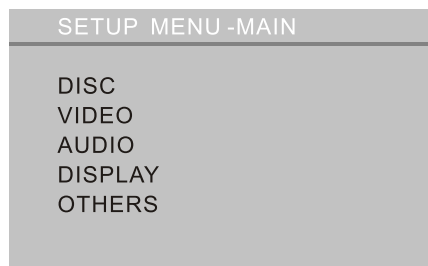 SETUP MENU -MAIN
DISC
VIDEO
AUDIO
DISPLAY
OTHERS